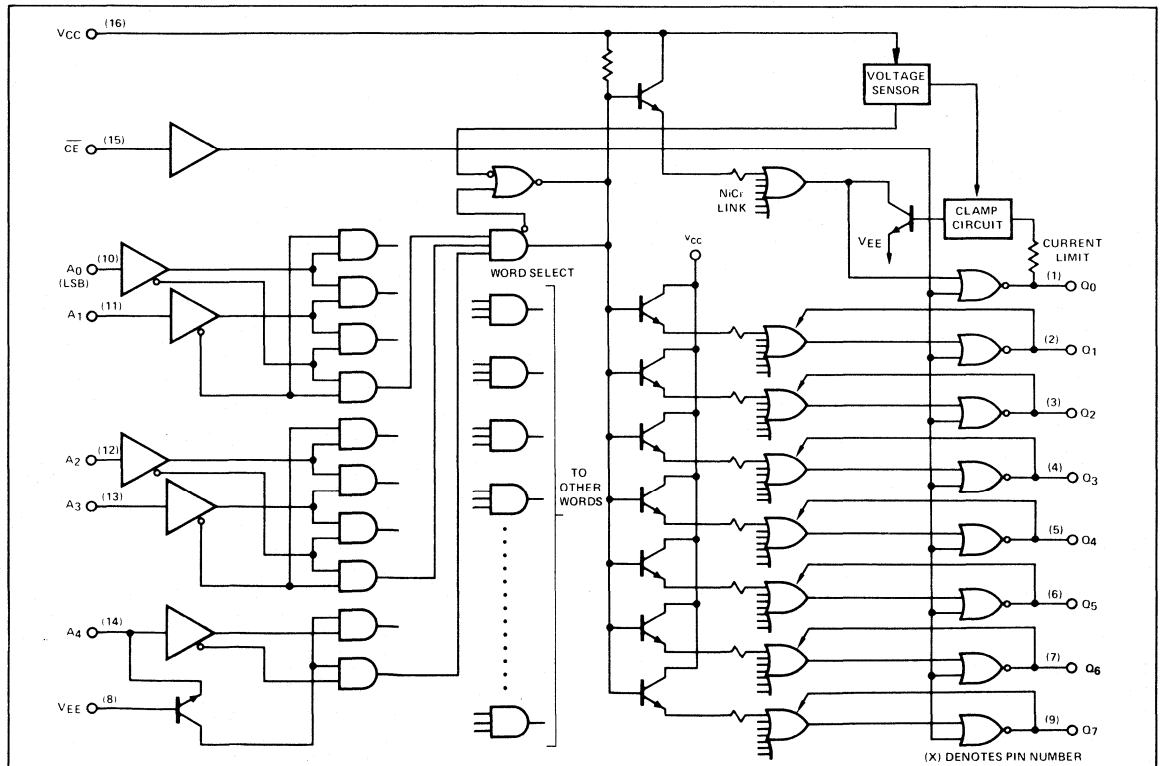 VCC (16)
VOLTAGE
SENSOR
CE (15)
NiCr
LINK
CLAMP
CIRCUIT
VEE
VCC
CURRENT
LIMIT
A0 (10)
(LSB)
WORD SELECT
(1) Q0
A1 (11)
(2) Q1
(3) Q2
A2 (12)
(4) Q3
TO
OTHER
WORDS
A3 (13)
(5) Q4
(6) Q5
A4 (14)
(7) Q6
VEE (8)
(9) Q7
(X) DENOTES PIN NUMBER